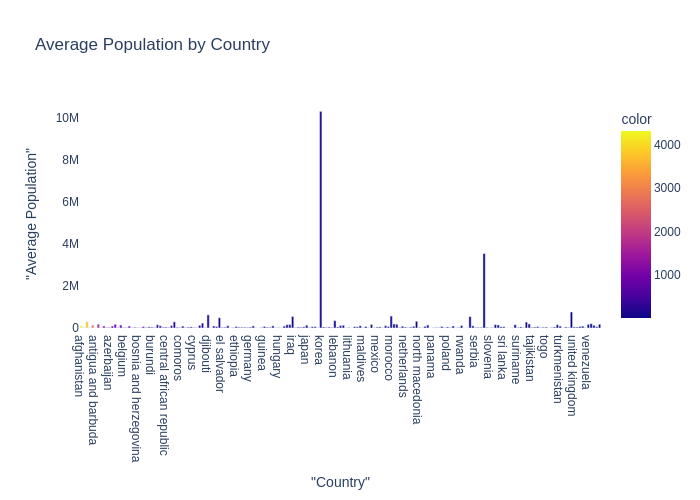 Average Population by Country
color
10M
8M
6M
4M
2M
0
"Average Population"
4000
3000
2000
1000
afghanistan
antigua and barbuda
azerbaijan
belgium
bosnia and herzegovina
burundi
central african republic
comoros
cyprus
djibouti
el salvador
ethiopia
germany
guinea
hungary
iraq
japan
korea
lebanon
lithuania
maldives
mexico
morocco
netherlands
north macedonia
panama
poland
rwanda
serbia
slovenia
sri lanka
suriname
tajikistan
togo
turkmenistan
united kingdom
venezuela
"Country"